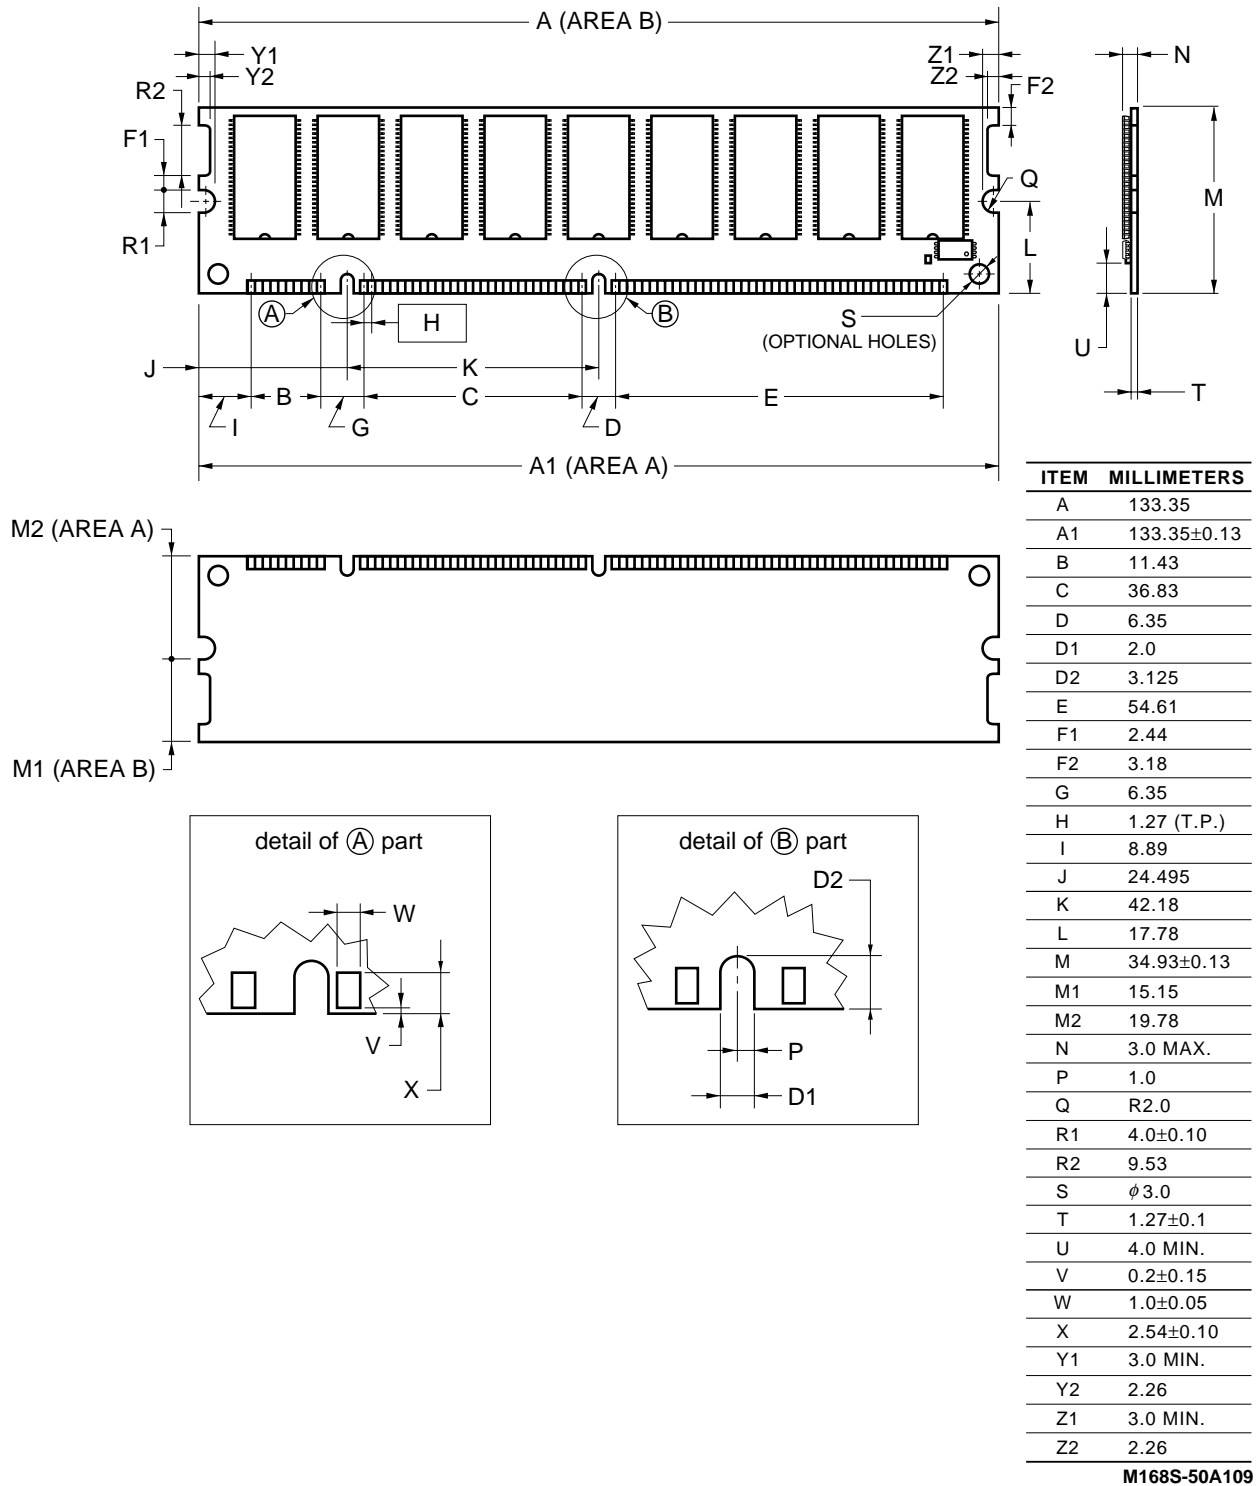 A (AREA B)
Y1
Z1
N
Y2
Z2
R2
F2
F1
Q
M
R1
L
A
H
B
S
(OPTIONAL HOLES)
U
J
K
T
B
C
E
I
G
D
A1 (AREA A)
M2 (AREA A)
M1 (AREA B)
detail of A part
W
V
X
detail of B part
D2
P
D1
ITEM MILLIMETERS
A 133.35
A1 133.35±0.13
B 11.43
C 36.83
D 6.35
D1 2.0
D2 3.125
E 54.61
F1 2.44
F2 3.18
G 6.35
H 1.27 (T.P.)
I 8.89
J 24.495
K 42.18
L 17.78
M 34.93±0.13
M1 15.15
M2 19.78
N 3.0 MAX.
P 1.0
Q R2.0
R1 4.0±0.10
R2 9.53
S ϕ 3.0
T 1.27±0.1
U 4.0 MIN.
V 0.2±0.15
W 1.0±0.05
X 2.54±0.10
Y1 3.0 MIN.
Y2 2.26
Z1 3.0 MIN.
Z2 2.26
M168S-50A109